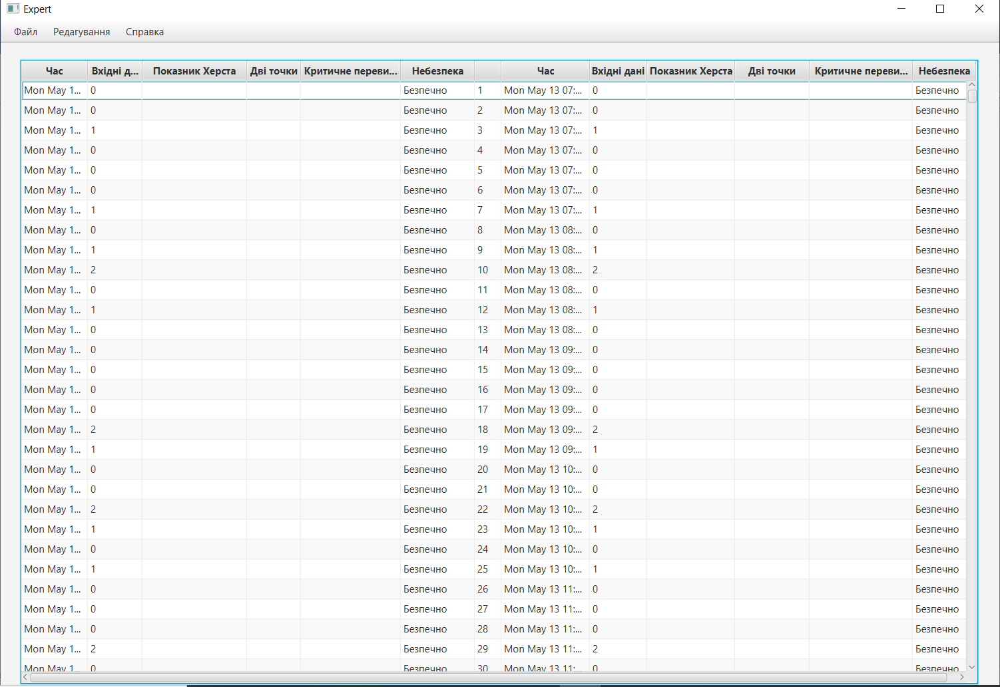 Expert
Файл Редагування Справка
Час Вхідні д... Показник Херста Дві точки Критичне переви... Небезпека Час Вхідні дані Показник Херста Дві точки Критичне переви... Небезпека
Mon May 1... 0 Безпечно 1 Mon May 13 07:... 0 Безпечно
Mon May 1... 0 Безпечно 2 Mon May 13 07:... 0 Безпечно
Mon May 1... 1 Безпечно 3 Mon May 13 07:... 1 Безпечно
Mon May 1... 0 Безпечно 4 Mon May 13 07:... 0 Безпечно
Mon May 1... 0 Безпечно 5 Mon May 13 07:... 0 Безпечно
Mon May 1... 0 Безпечно 6 Mon May 13 07:... 0 Безпечно
Mon May 1... 1 Безпечно 7 Mon May 13 07:... 1 Безпечно
Mon May 1... 0 Безпечно 8 Mon May 13 08:... 0 Безпечно
Mon May 1... 1 Безпечно 9 Mon May 13 08:... 1 Безпечно
Mon May 1... 2 Безпечно 10 Mon May 13 08:... 2 Безпечно
Mon May 1... 0 Безпечно 11 Mon May 13 08:... 0 Безпечно
Mon May 1... 1 Безпечно 12 Mon May 13 08:... 1 Безпечно
Mon May 1... 0 Безпечно 13 Mon May 13 08:... 0 Безпечно
Mon May 1... 0 Безпечно 14 Mon May 13 09:... 0 Безпечно
Mon May 1... 0 Безпечно 15 Mon May 13 09:... 0 Безпечно
Mon May 1... 0 Безпечно 16 Mon May 13 09:... 0 Безпечно
Mon May 1... 0 Безпечно 17 Mon May 13 09:... 0 Безпечно
Mon May 1... 2 Безпечно 18 Mon May 13 09:... 2 Безпечно
Mon May 1... 1 Безпечно 19 Mon May 13 09:... 1 Безпечно
Mon May 1... 0 Безпечно 20 Mon May 13 10:... 0 Безпечно
Mon May 1... 0 Безпечно 21 Mon May 13 10:... 0 Безпечно
Mon May 1... 2 Безпечно 22 Mon May 13 10:... 2 Безпечно
Mon May 1... 1 Безпечно 23 Mon May 13 10:... 1 Безпечно
Mon May 1... 0 Безпечно 24 Mon May 13 10:... 0 Безпечно
Mon May 1... 1 Безпечно 25 Mon May 13 10:... 1 Безпечно
Mon May 1... 0 Безпечно 26 Mon May 13 11:... 0 Безпечно
Mon May 1... 0 Безпечно 27 Mon May 13 11:... 0 Безпечно
Mon May 1... 0 Безпечно 28 Mon May 13 11:... 0 Безпечно
Mon May 1... 2 Безпечно 29 Mon May 13 11:... 2 Безпечно
Mon May 1... 0 Безпечно 30 Mon May 13 11:... 0 Безпечно